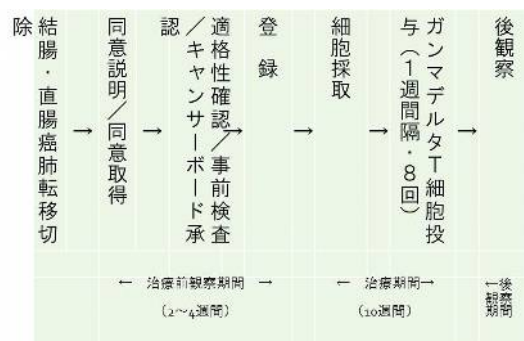 結腸・直腸癌肺転移切
除
→
同意説明/同意取得
→
適格性確認/事前検査
/キャンサーボード承
認
→
登 録
→
細胞採取
→
ガンマデルタT細胞投
与(1週間隔・8回)
→
後観察
← 治療前観察期間 →
(2~4週間)
← 治療期間→
(10週間)
←後
観察
期間